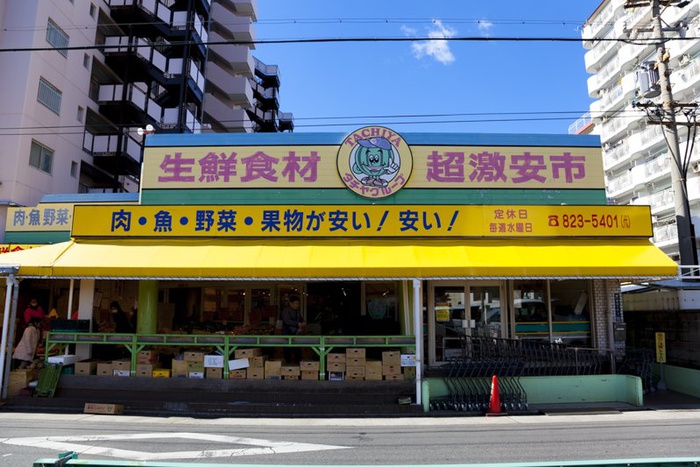 生鮮食材
TACHIYA
タチヤグループ
超激安市
肉・魚・野菜
肉・魚・野菜・果物が安い!安い!
定休日
毎週水曜日
☎823-5401㈹